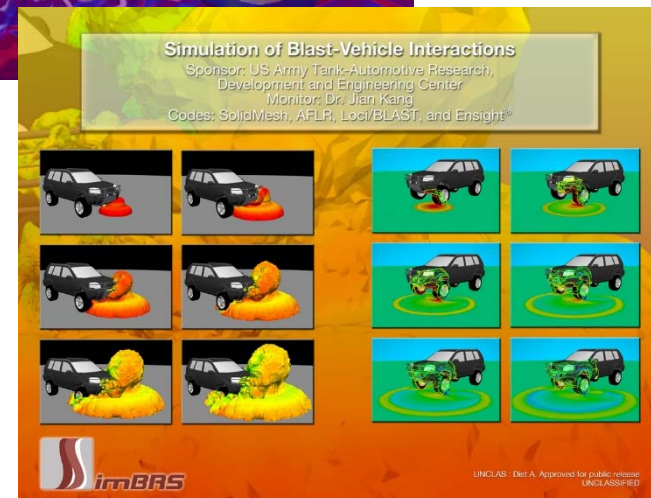 Simulation of Blast-Vehicle Interactions
Sponsor: US Army Tank-Automotive Research,
Development and Engineering Center
Monitor: Dr. Jian Kang
Codes: SolidMesh, AFLR, Loci/BLAST, and Ensight®
SimBRS
UNCLAS : Dist A. Approved for public release
UNCLASSIFIED